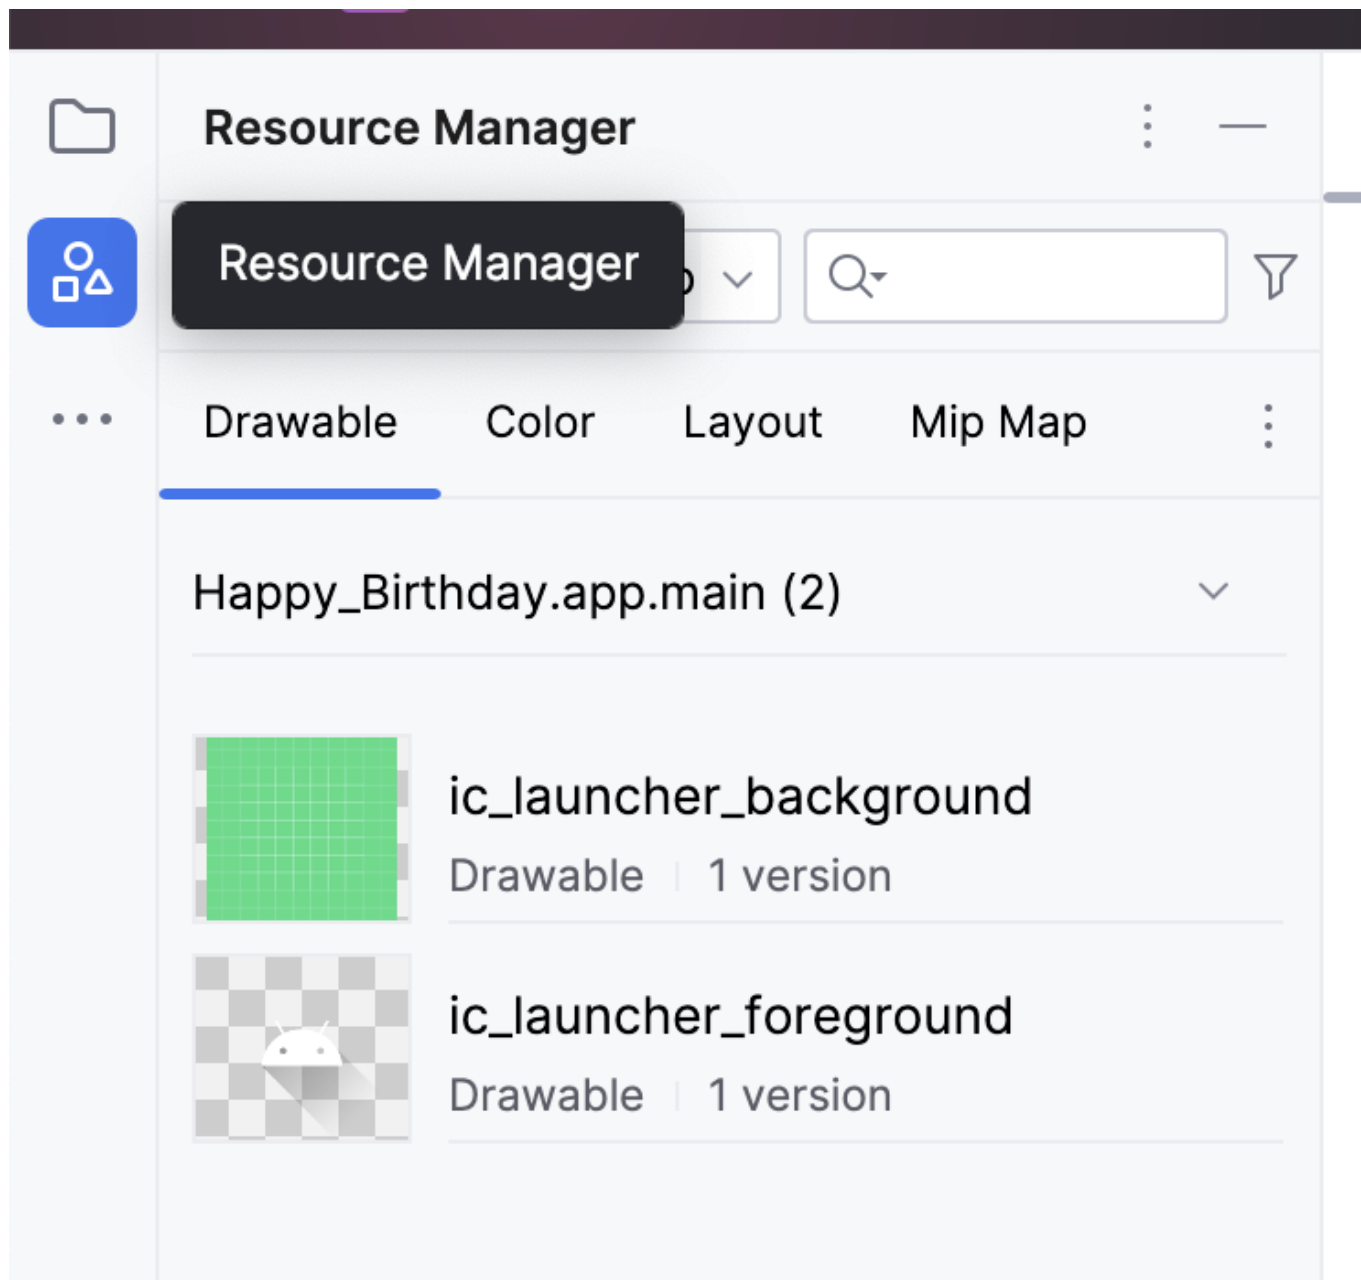 Resource Manager
Resource Manager
Drawable Color Layout Mip Map
Happy_Birthday.app.main (2)
ic_launcher_background
Drawable 1 version
ic_launcher_foreground
Drawable 1 version